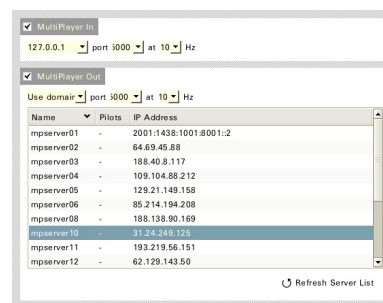 MultiPlayer In
127.0.0.1 port 5000 at 10 Hz
MultiPlayer Out
Use domain port 5000 at 10 Hz
Name Pilots IP Address
mpserver01 - 2001:1438:1001:8001::2
mpserver02 - 64.69.45.88
mpserver03 - 188.40.8.117
mpserver04 - 109.104.88.212
mpserver05 - 129.21.149.158
mpserver06 - 85.214.194.208
mpserver08 - 188.138.90.169
mpserver10 - 31.24.249.125
mpserver11 - 193.219.56.151
mpserver12 - 62.129.143.50
Refresh Server List